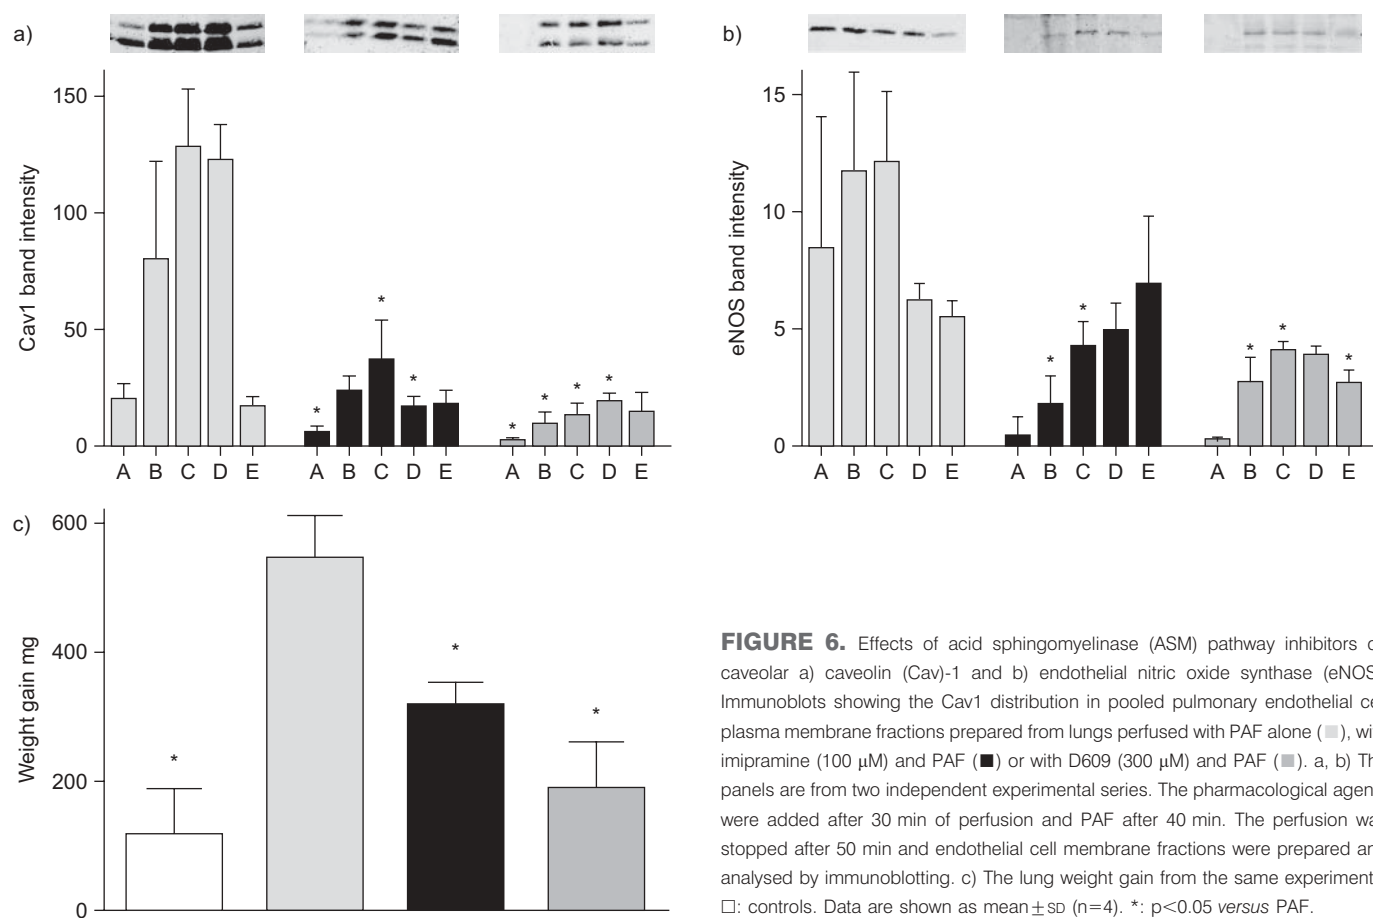 a)
150
100
50
0
Cav1 band intensity
*
*
*
*
*
*
*
A B C D E
A B C D E
A B C D E
b)
15
10
5
0
eNOS band intensity
*
*
*
*
*
A B C D E
A B C D E
A B C D E
c)
600
400
200
0
Weight gain mg
*
*
*
FIGURE 6. Effects of acid sphingomyelinase (ASM) pathway inhibitors
caveolar a) caveolin (Cav)-1 and b) endothelial nitric oxide synthase (eNOS
Immunoblots showing the Cav1 distribution in pooled pulmonary endothelial
plasma membrane fractions prepared from lungs perfused with PAF alone (■),
imipramine (100 μM) and PAF (■) or with D609 (300 μM) and PAF (■). a, b)
panels are from two independent experimental series. The pharmacological
were added after 30 min of perfusion and PAF after 40 min. The perfusion
stopped after 50 min and endothelial cell membrane fractions were prepared
analysed by immunoblotting. c) The lung weight gain from the same
□: controls. Data are shown as mean±SD (n=4). *: p<0.05 versus PAF.